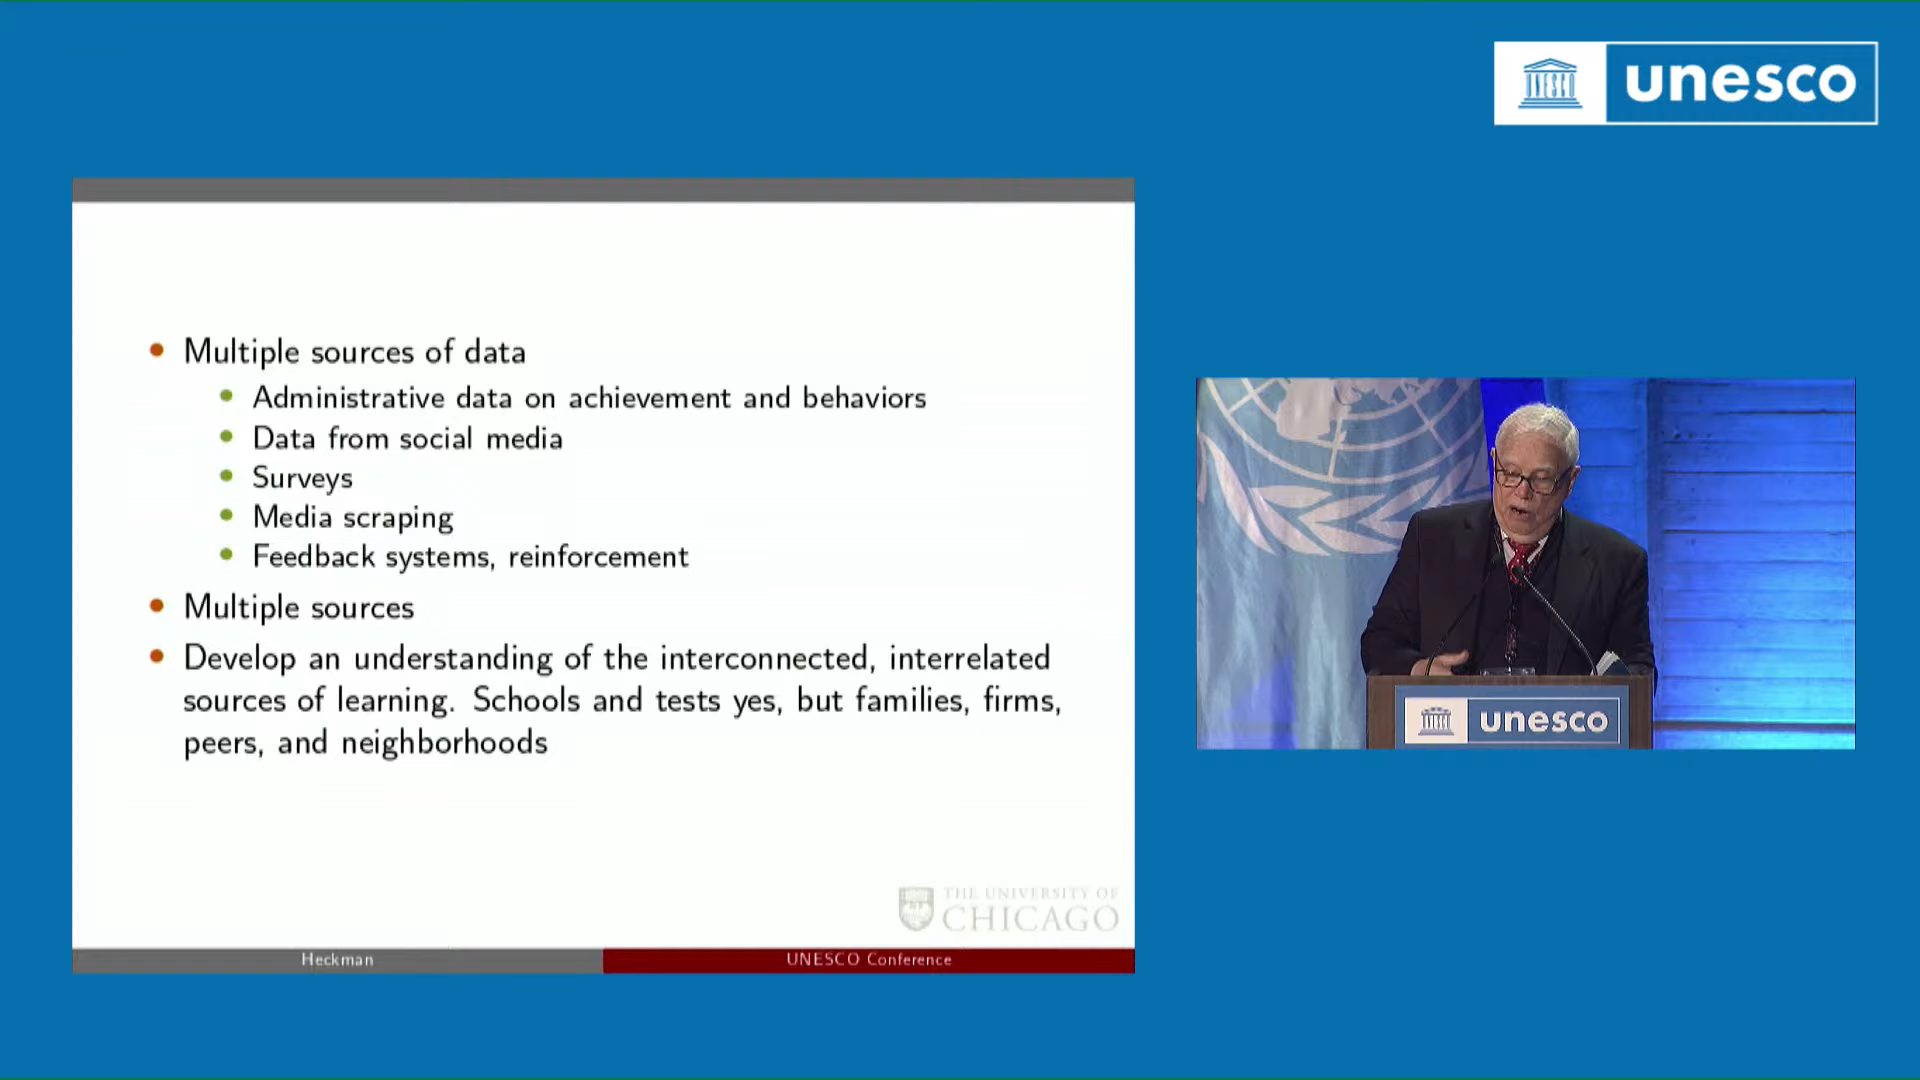 UNESCO
unesco
Multiple sources of data
Administrative data on achievement and behaviors
Data from social media
Surveys
Media scraping
Feedback systems, reinforcement
Multiple sources
Develop an understanding of the interconnected, interrelated
sources of learning. Schools and tests yes, but families, firms,
peers, and neighborhoods
THE UNIVERSITY OF
CHICAGO
Heckman
UNESCO Conference
unesco